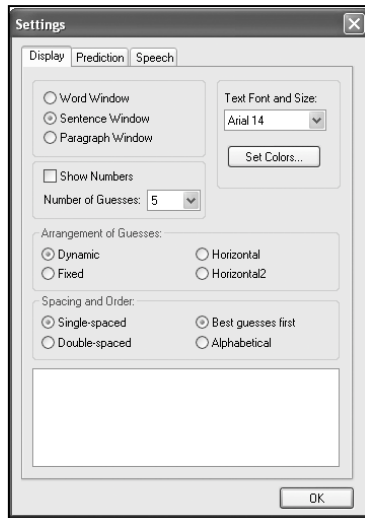 Settings
Display Prediction Speech
Word Window
Sentence Window
Paragraph Window
Text Font and Size:
Arial 14
Set Colors...
Show Numbers
Number of Guesses: 5
Arrangement of Guesses:
Dynamic Horizontal
Fixed Horizontal2
Spacing and Order:
Single-spaced Best guesses first
Double-spaced Alphabetical
OK